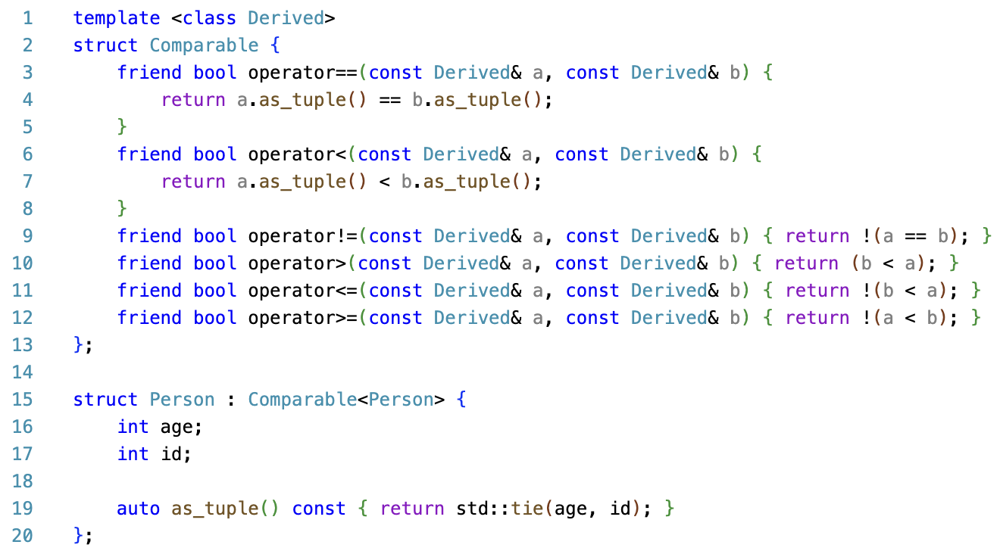 1 template <class Derived>
2 struct Comparable {
3     friend bool operator==(const Derived& a, const Derived& b) {
4         return a.as_tuple() == b.as_tuple();
5     }
6     friend bool operator<(const Derived& a, const Derived& b) {
7         return a.as_tuple() < b.as_tuple();
8     }
9     friend bool operator!=(const Derived& a, const Derived& b) { return !(a == b); }
10     friend bool operator>(const Derived& a, const Derived& b) { return (b < a); }
11     friend bool operator<=(const Derived& a, const Derived& b) { return !(b < a); }
12     friend bool operator>=(const Derived& a, const Derived& b) { return !(a < b); }
13 };
14
15 struct Person : Comparable<Person> {
16     int age;
17     int id;
18
19     auto as_tuple() const { return std::tie(age, id); }
20 };